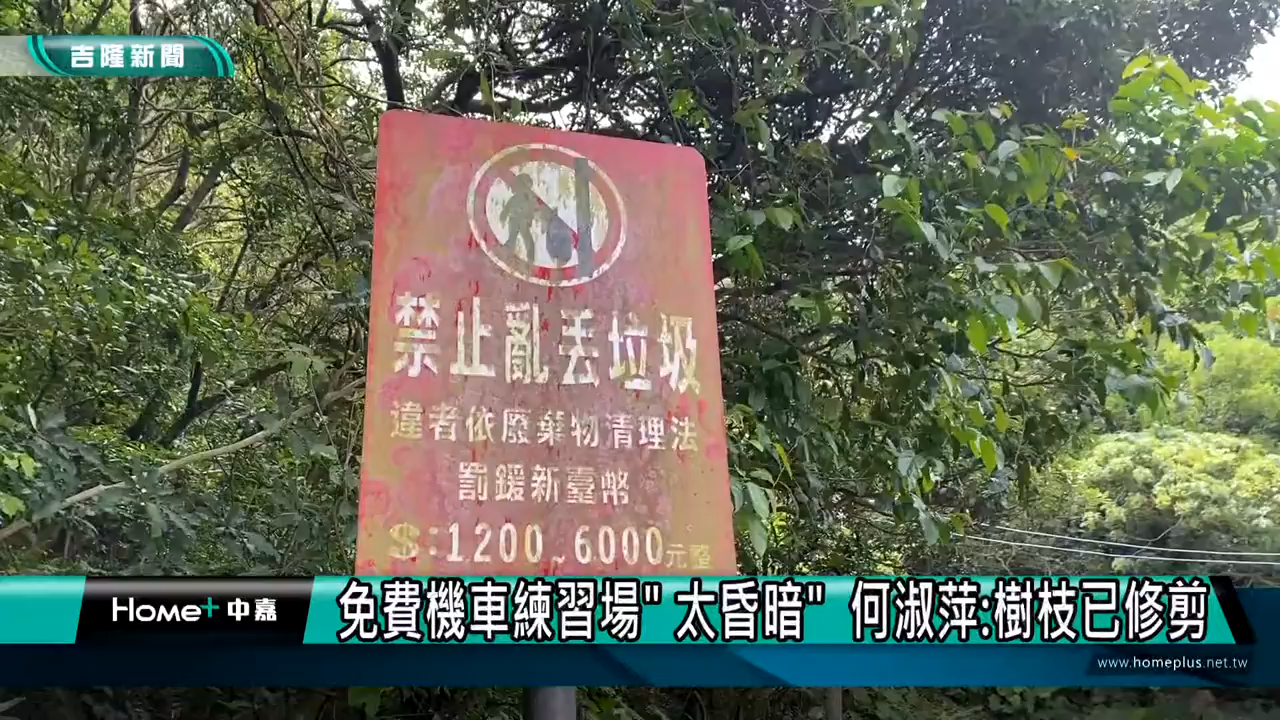 吉隆新聞
禁止亂丟垃圾
違者依廢棄物清理法
罰鍰新臺幣
$:1200~6000元整
Home+中嘉
免費機車練習場"太昏暗" 何淑萍:樹枝已修剪
www.homeplus.net.tw